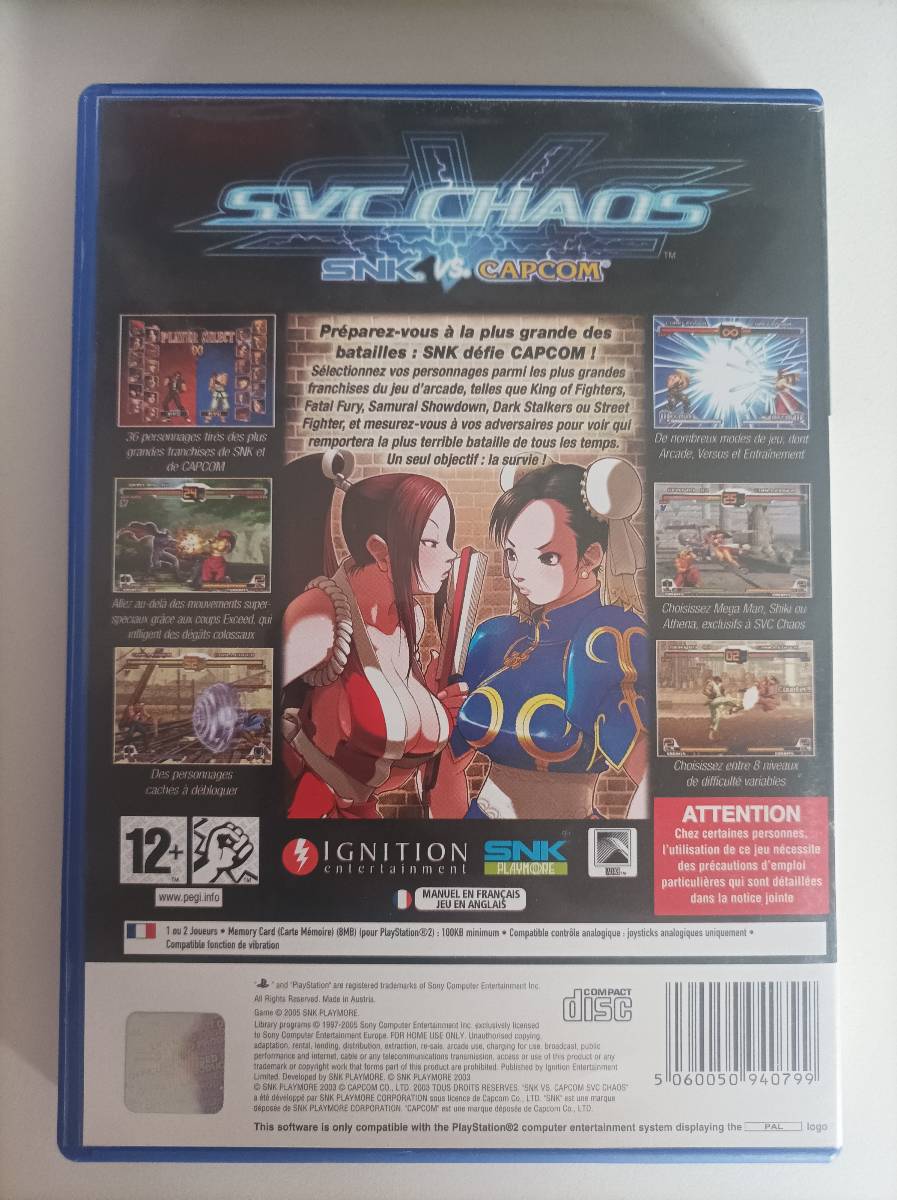 SVC CHAOS
TM
SNK VS. CAPCOM®
PLAYER SELECT
Préparez-vous à la plus grande des
batailles : SNK défie CAPCOM !
Sélectionnez vos personnages parmi les plus grandes
franchises du jeu d'arcade, telles que King of Fighters,
Fatal Fury, Samurai Showdown, Dark Stalkers ou Street
Fighter, et mesurez-vous à vos adversaires pour voir qui
remportera la plus terrible bataille de tous les temps.
Un seul objectif : la survie !
36 personnages tirés des plus
grandes franchises de SNK et
de CAPCOM
24
Allez au-delà des mouvements super-
spéciaux grâce aux coups Exceed, qui
infligent des dégâts colossaux
Des personnages
caches à débloquer
De nombreux modes de jeu, dont
Arcade, Versus et Entraînement
25
Choisissez Mega Man, Shiki ou
Athena, exclusifs à SVC Chaos
02
Choisissez entre 8 niveaux
de difficulté variables
12+
TM
TM
www.pegi.info
IGNITION
entertainment
SNK
PLAYMORE
MANUEL EN FRANÇAIS
JEU EN ANGLAIS
ATTENTION
Chez certaines personnes,
l'utilisation de ce jeu nécessite
des précautions d'emploi
particulières qui sont détaillées
dans la notice jointe
1 ou 2 Joueurs • Memory Card (Carte Mémoire) (8MB) (pour PlayStation®2) : 100KB minimum • Compatible contrôle analogique : joysticks analogiques uniquement •
Compatible fonction de vibration
" " and "PlayStation" are registered trademarks of Sony Computer Entertainment Inc.
All Rights Reserved. Made in Austria.
Game © 2005 SNK PLAYMORE.
Library programs © 1997-2005 Sony Computer Entertainment Inc. exclusively licensed
to Sony Computer Entertainment Europe. FOR HOME USE ONLY. Unauthorised copying,
adaptation, rental, lending, distribution, extraction, re-sale, arcade use, charging for use, broadcast, public
performance and internet, cable or any telecommunications transmission, access or use of this product or any
trademark or copyright work that forms part of this product are prohibited. Published by Ignition Entertainment
Limited. Developed by SNK PLAYMORE. © SNK PLAYMORE 2003
© SNK PLAYMORE 2003 © CAPCOM CO., LTD. 2003 TOUS DROITS RESERVES. "SNK VS. CAPCOM SVC CHAOS"
a été développé par SNK PLAYMORE CORPORATION sous licence de Capcom Co., LTD. "SNK" est une marque
déposée de SNK PLAYMORE CORPORATION. "CAPCOM" est une marque déposée de Capcom Co., LTD.
COMPACT
disc
5 060050 940799
This software is only compatible with the PlayStation®2 computer entertainment system displaying the PAL logo